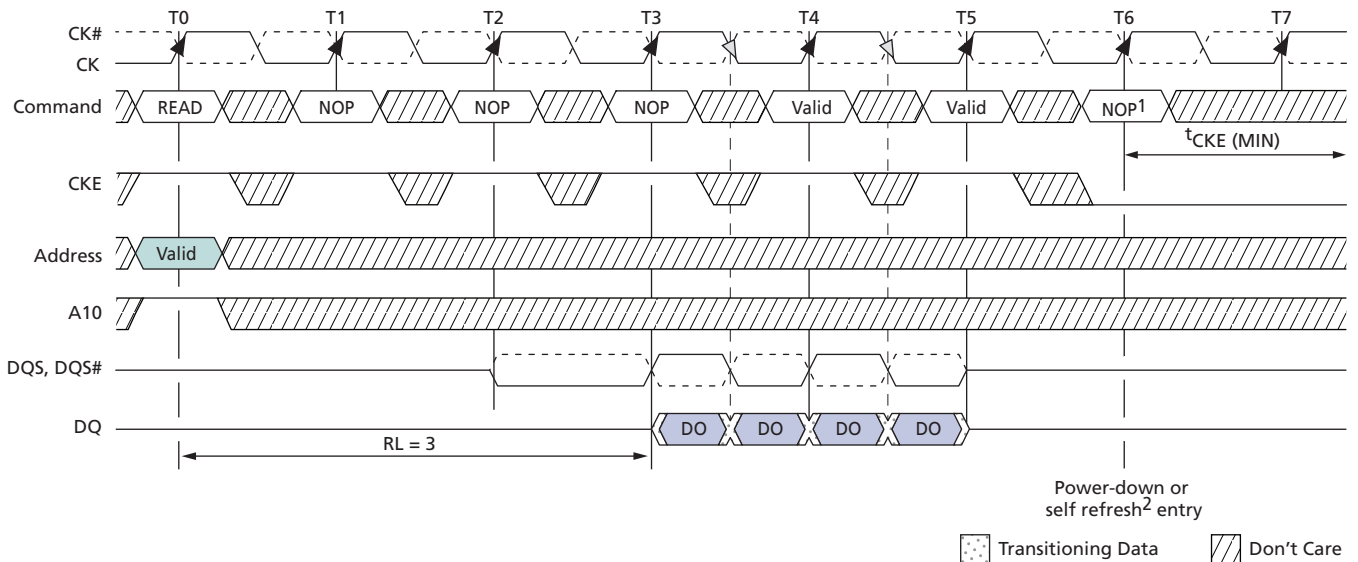 T0 T1 T2 T3 T4 T5 T6 T7
CK#
CK
Command READ NOP NOP NOP Valid Valid NOP1
tCKE (MIN)
CKE
Address Valid
A10
DQS, DQS#
DQ DO DO DO DO
RL = 3
Power-down or
self refresh2 entry
Transitioning Data Don't Care